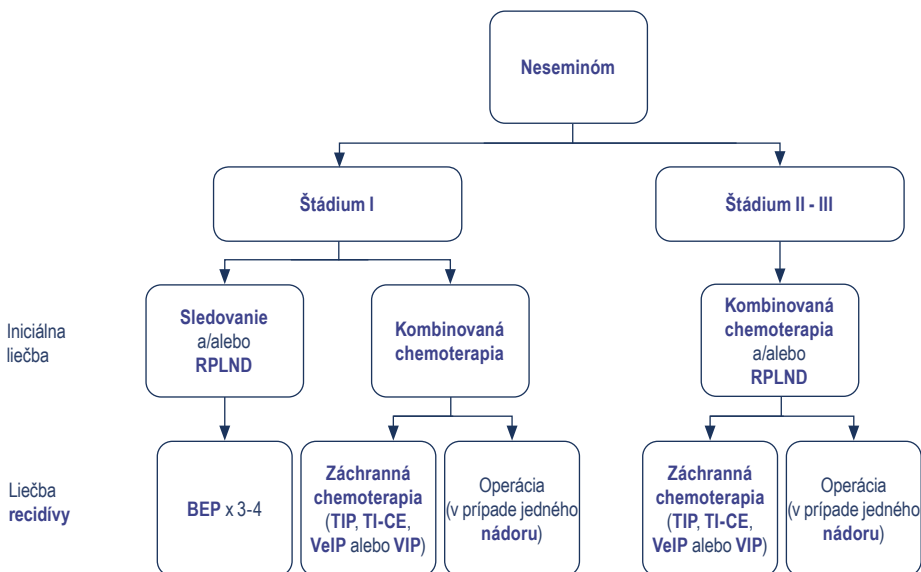 Neseminóm
Štádium I
Štádium II - III
Iniciálna
liečba
Sledovanie
a/alebo
RPLND
Kombinovaná
chemoterapia
Kombinovaná
chemoterapia
a/alebo
RPLND
Liečba
recidívy
BEP x 3-4
Záchranná
chemoterapia
(TIP, TI-CE,
VeIP alebo VIP)
Operácia
(v prípade jedného
nádoru)
Záchranná
chemoterapia
(TIP, TI-CE,
VeIP alebo VIP)
Operácia
(v prípade jedného
nádoru)